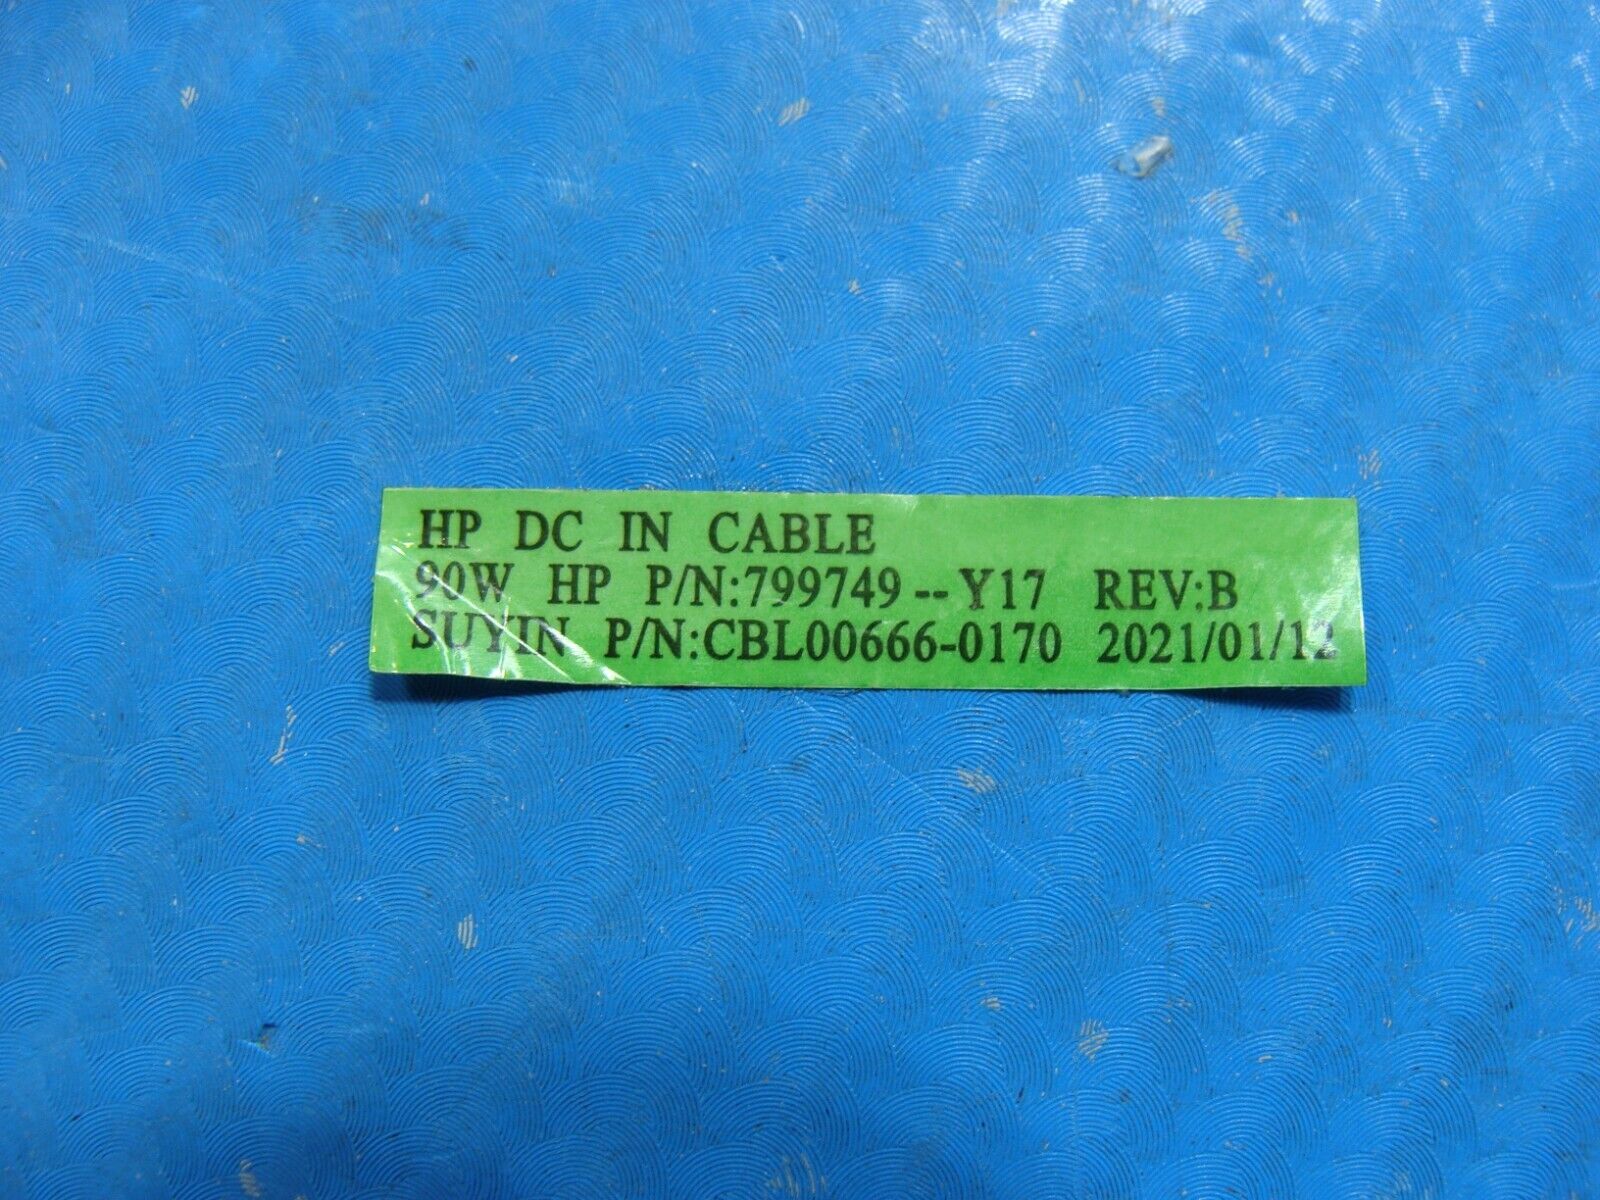 HP DC IN CABLE
90W HP P/N:799749--Y17 REV:B
SUYIN P/N:CBL00666-0170 2021/01/12